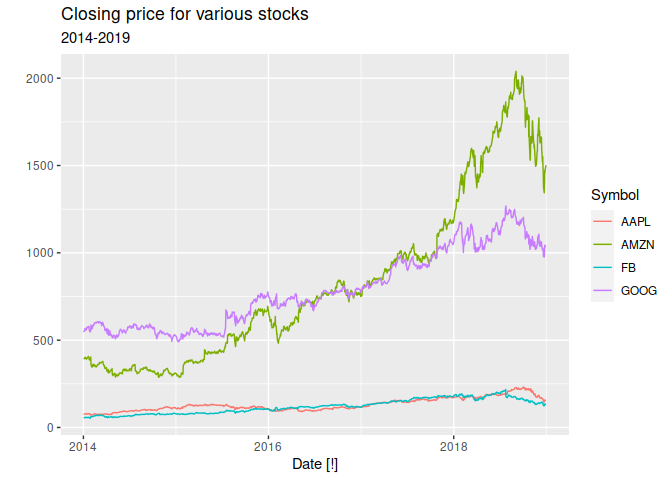 Closing price for various stocks
2014-2019
2000
1500
1000
500
0
2014
2016
2018
Date [!]
Symbol
AAPL
AMZN
FB
GOOG